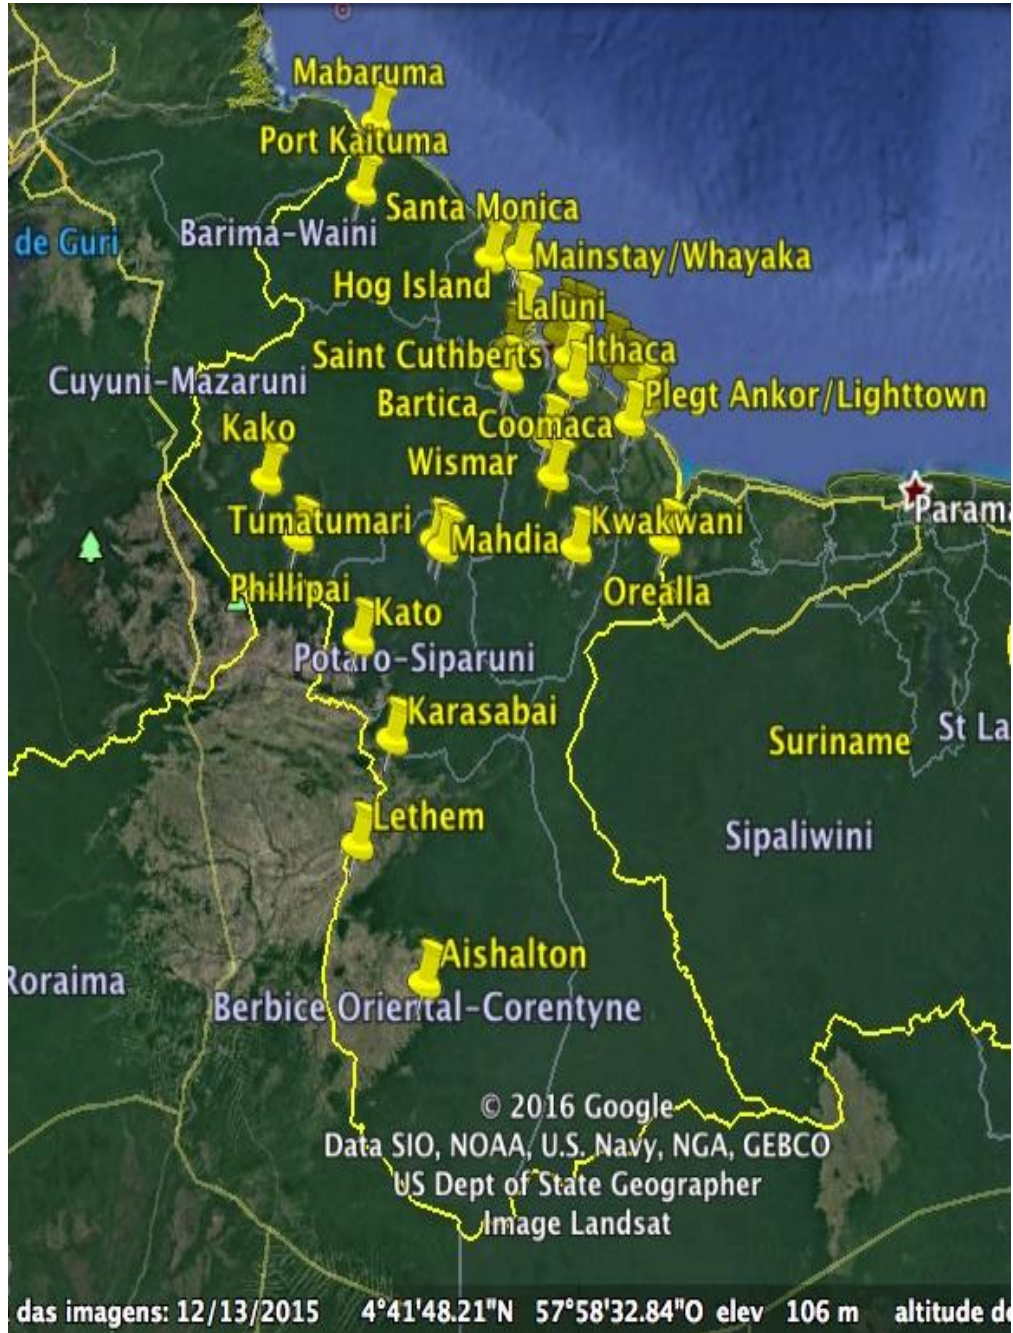 Mabaruma
Port Kaituma
Santa Monica
Barima-Waini
de Guri
Mainstay/Whayaka
Hog Island
Laluni
Saint Cuthberts
Ithaca
Cuyuni-Mazaruni
Plegt Ankor/Lighttown
Bartica
Coomaca
Kako
Wismar
Parama
Tumatumari
Mahdia
Kwakwani
Phillipai
Orealla
Kato
Potaro-Siparuni
Karasabai
St La
Suriname
Lethem
Sipaliwini
Aishalton
Roraima
Berbice Oriental-Corentyne
© 2016 Google
Data SIO, NOAA, U.S. Navy, NGA, GEBCO
US Dept of State Geographer
Image Landsat
das imagens: 12/13/2015 4°41'48.21"N 57°58'32.84"O elev 106 m altitude de